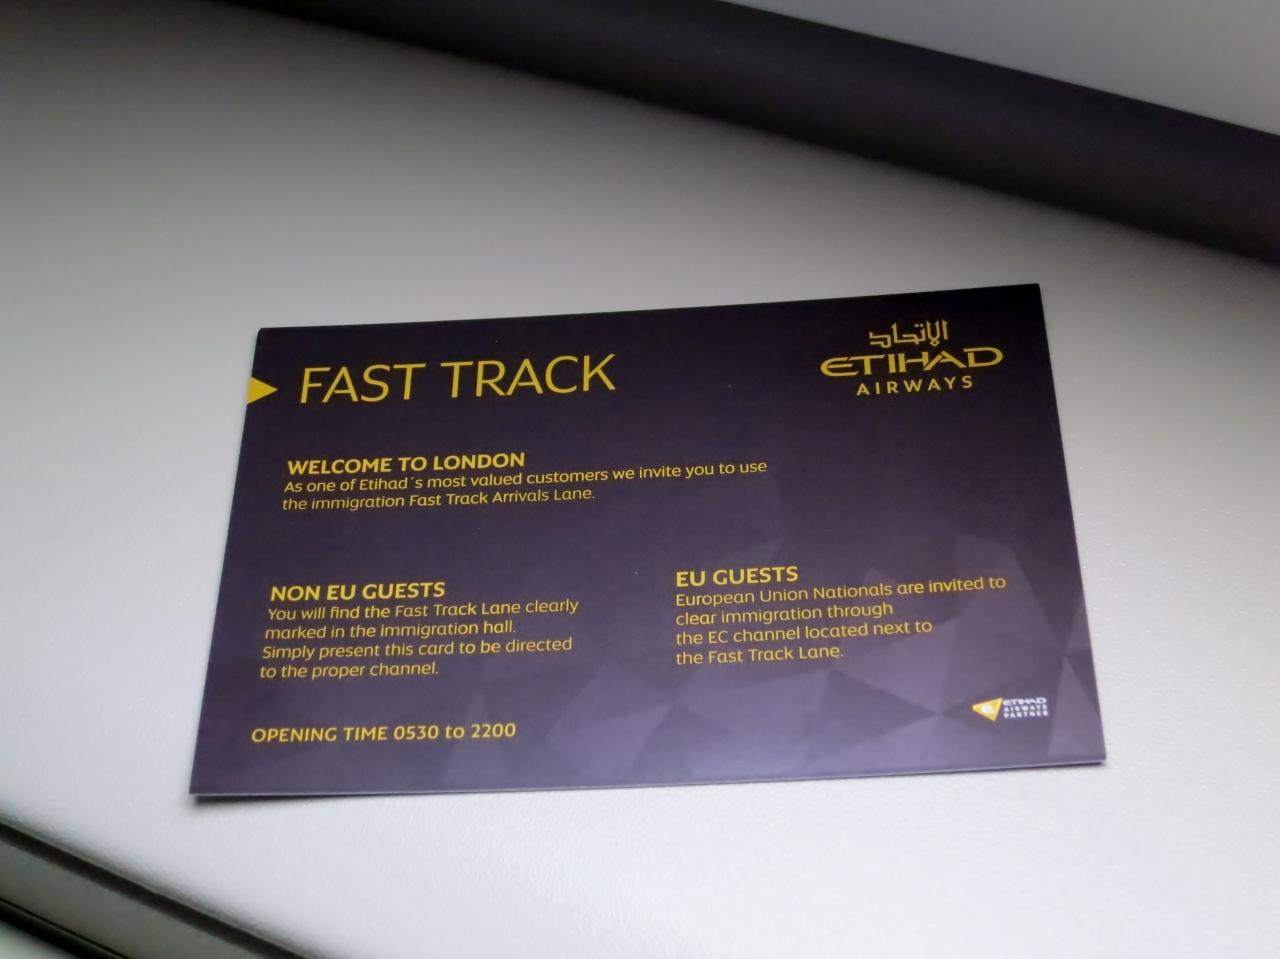 FAST TRACK
الاتحاد
ETIHAD
AIRWAYS
WELCOME TO LONDON
As one of Etihad´s most valued customers we invite you to use
the immigration Fast Track Arrivals Lane.
NON EU GUESTS
You will find the Fast Track Lane clearly
marked in the immigration hall.
Simply present this card to be directed
to the proper channel.
EU GUESTS
European Union Nationals are invited to
clear immigration through
the EC channel located next to
the Fast Track Lane.
OPENING TIME 0530 to 2200
ETIHAD
AIRWAYS
PARTNER